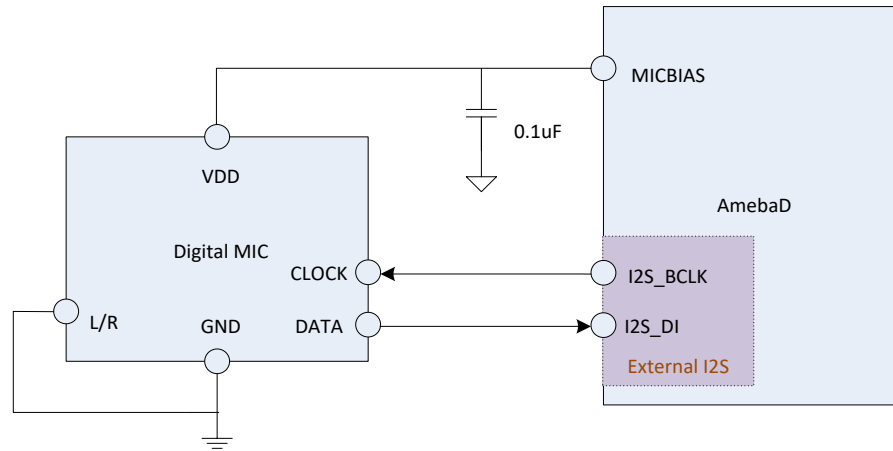 MICBIAS
0.1uF
VDD
AmebaD
Digital MIC
CLOCK
I2S_BCLK
L/R
GND
DATA
I2S_DI
External I2S